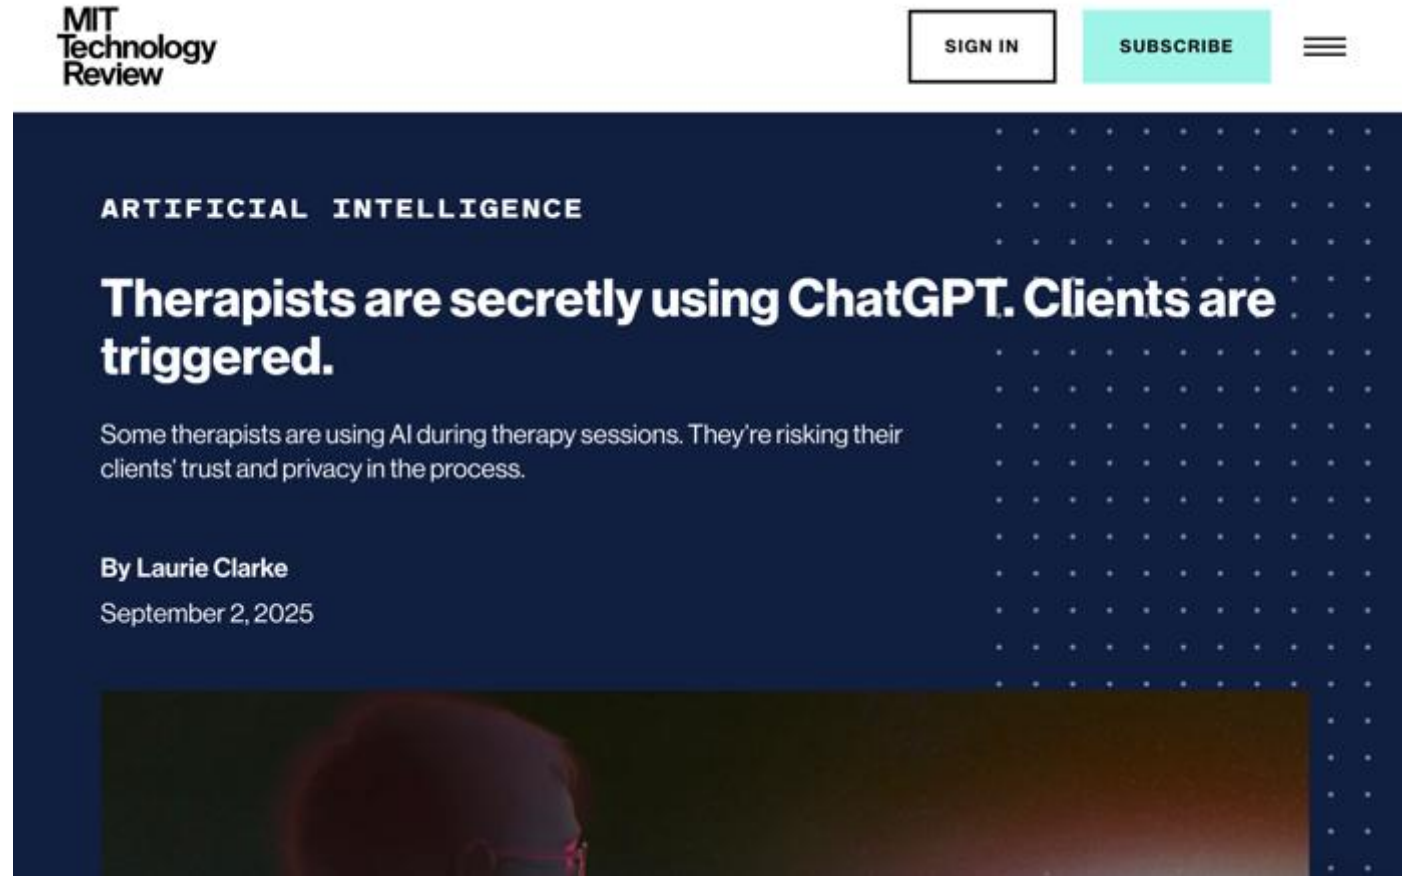 MIT
Technology
Review
SIGN IN
SUBSCRIBE
ARTIFICIAL INTELLIGENCE
Therapists are secretly using ChatGPT. Clients are
triggered.
Some therapists are using AI during therapy sessions. They’re risking their
clients’ trust and privacy in the process.
By Laurie Clarke
September 2, 2025